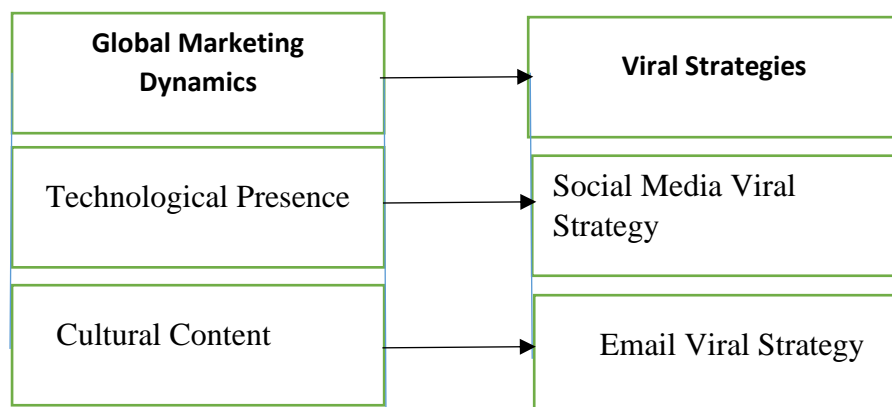 Global Marketing
Dynamics
Viral Strategies
Technological Presence
Social Media Viral
Strategy
Cultural Content
Email Viral Strategy